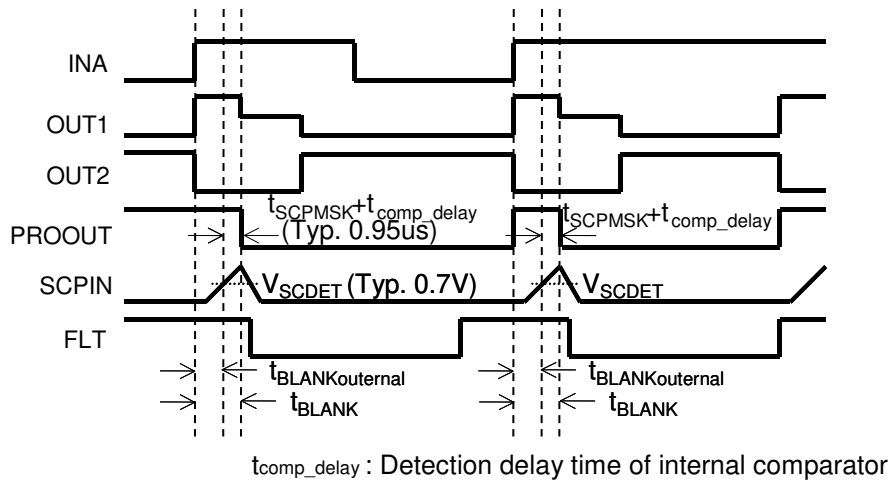 INA
OUT1
OUT2
tSCPMSK+tcomp_delay
(Typ. 0.95us)
tSCPMSK+tcomp_delay
PROOUT
SCPIN
VSCDET (Typ. 0.7V)
VSCDET
FLT
tBLANKouternal
tBLANKouternal
tBLANK
tBLANK
tcomp_delay : Detection delay time of internal comparator